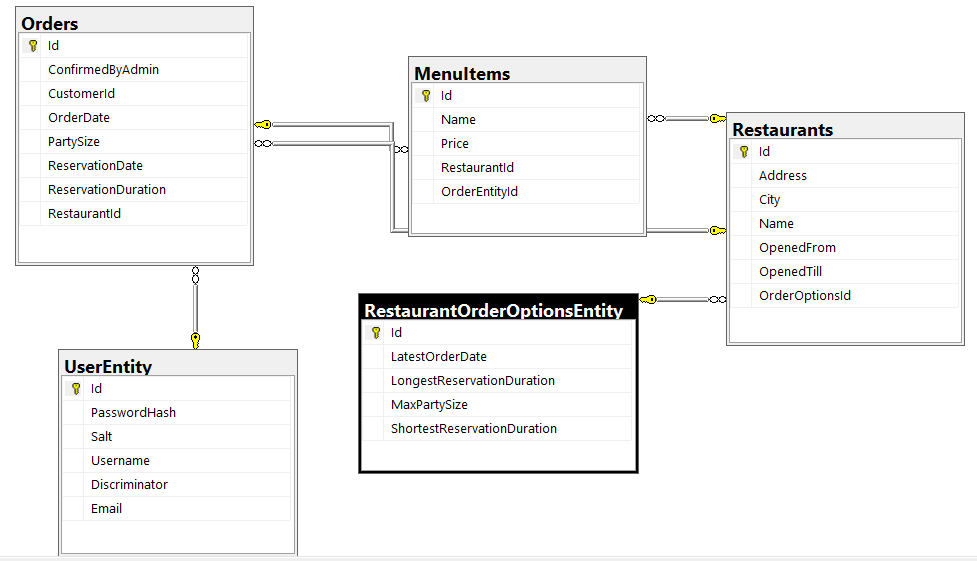 Orders
Id
ConfirmedByAdmin
CustomerId
OrderDate
PartySize
ReservationDate
ReservationDuration
RestaurantId
MenuItems
Id
Name
Price
RestaurantId
OrderEntityId
Restaurants
Id
Address
City
Name
OpenedFrom
OpenedTill
OrderOptionsId
RestaurantOrderOptionsEntity
Id
LatestOrderDate
LongestReservationDuration
MaxPartySize
ShortestReservationDuration
UserEntity
Id
PasswordHash
Salt
Username
Discriminator
Email